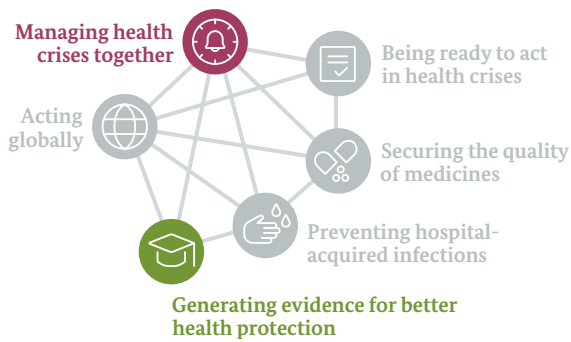 Managing health
crises together
Being ready to act
in health crises
Acting
globally
Securing the quality
of medicines
Preventing hospital-
acquired infections
Generating evidence for better
health protection